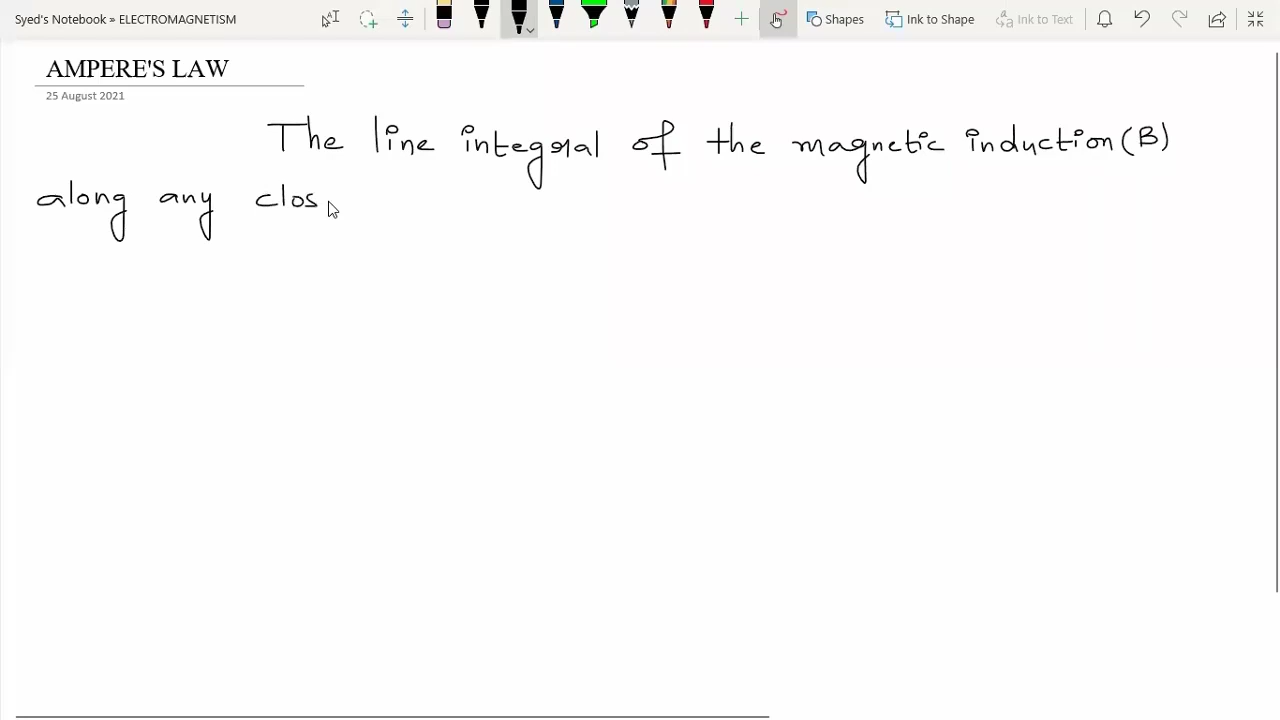 Syed's Notebook » ELECTROMAGNETISM
Shapes
Ink to Shape
Ink to Text
AMPERE'S LAW
25 August 2021
The line integral of the magnetic induction (B)
along any clos